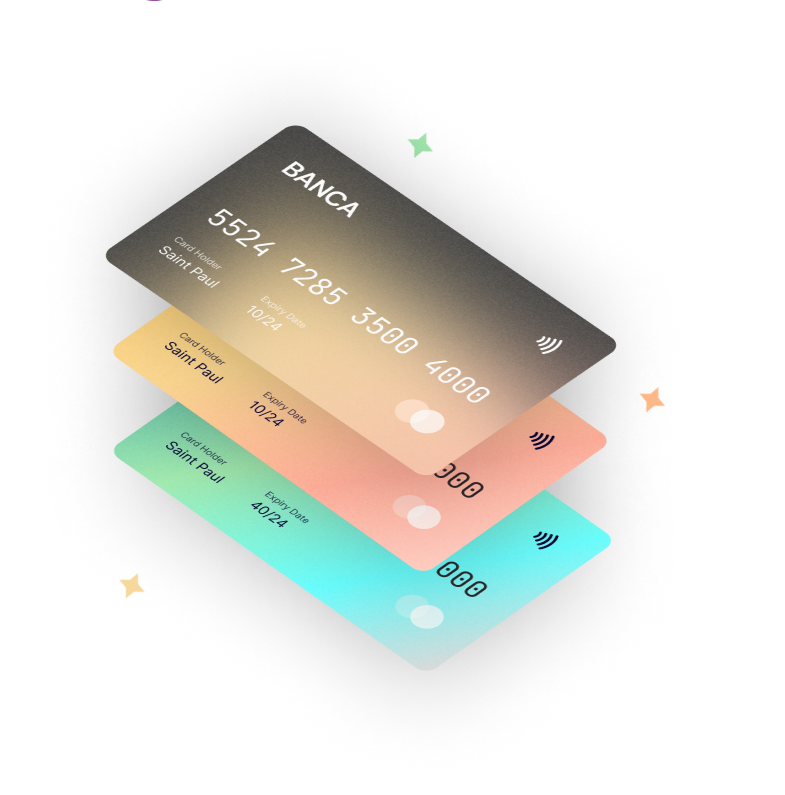 BANCA
5524 7285 3500 4000
Card Holder
Saint Paul
Expiry Date
10/24
Card Holder
Saint Paul
Expiry Date
10/24
000
Card Holder
Saint Paul
Expiry Date
40/24
000